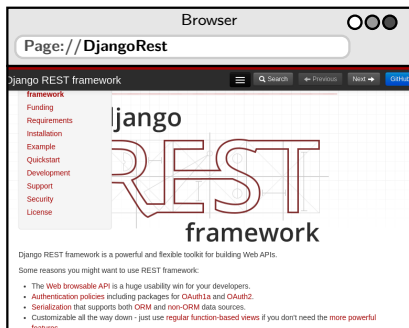 Browser
Page://DjangoRest
Django REST framework
Search
Previous
Next
GitHub
framework
Funding
Requirements
Installation
Example
Quickstart
Development
Support
Security
License
django
REST
framework
Django REST framework is a powerful and flexible toolkit for building Web APIs.
Some reasons you might want to use REST framework:
• The Web browsable API is a huge usability win for your developers.
• Authentication policies including packages for OAuth1a and OAuth2.
• Serialization that supports both ORM and non-ORM data sources.
• Customizable all the way down - just use regular function-based views if you don't need the more powerful
features.